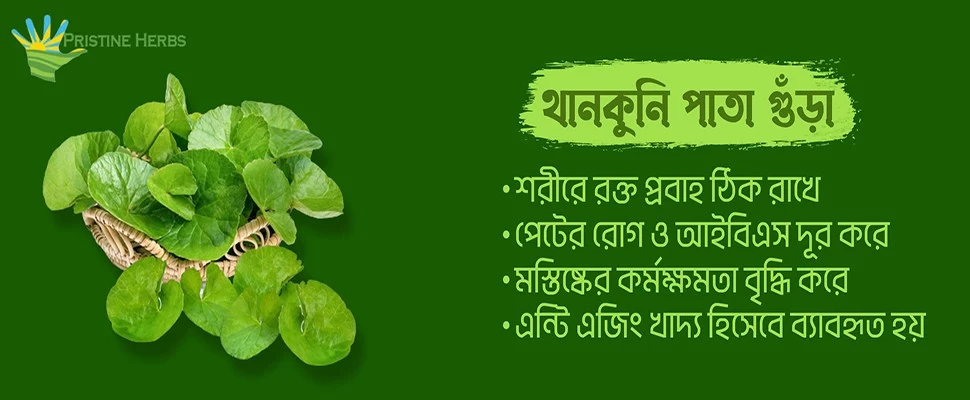 PRISTINE HERBS
থানকুনি পাতা গুঁড়া
• শরীরে রক্ত প্রবাহ ঠিক রাখে
• পেটের রোগ ও আইবিএস দূর করে
• মস্তিষ্কের কর্মক্ষমতা বৃদ্ধি করে
• এন্টি এজিং খাদ্য হিসেবে ব্যাবহৃত হয়